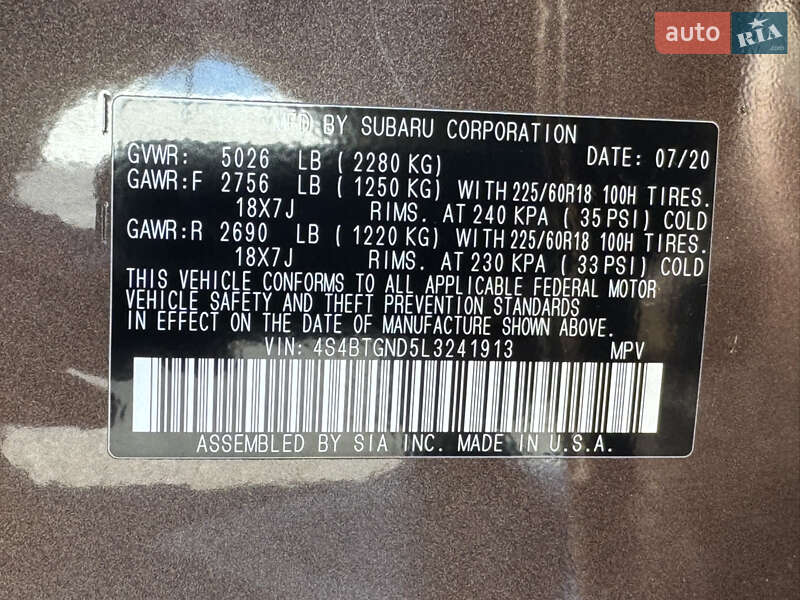 auto RIA.com
MFD BY SUBARU CORPORATION
GVWR: 5026 LB ( 2280 KG) DATE: 07/20
GAWR:F 2756 LB ( 1250 KG) WITH 225/60R18 100H TIRES.
18X7J RIMS. AT 240 KPA ( 35 PSI) COLD
GAWR:R 2690 LB ( 1220 KG) WITH 225/60R18 100H TIRES.
18X7J RIMS. AT 230 KPA ( 33 PSI) COLD
THIS VEHICLE CONFORMS TO ALL APPLICABLE FEDERAL MOTOR
VEHICLE SAFETY AND THEFT PREVENTION STANDARDS
IN EFFECT ON THE DATE OF MANUFACTURE SHOWN ABOVE.
VIN: 4S4BTGND5L3241913 MPV
ASSEMBLED BY SIA INC. MADE IN U.S.A.